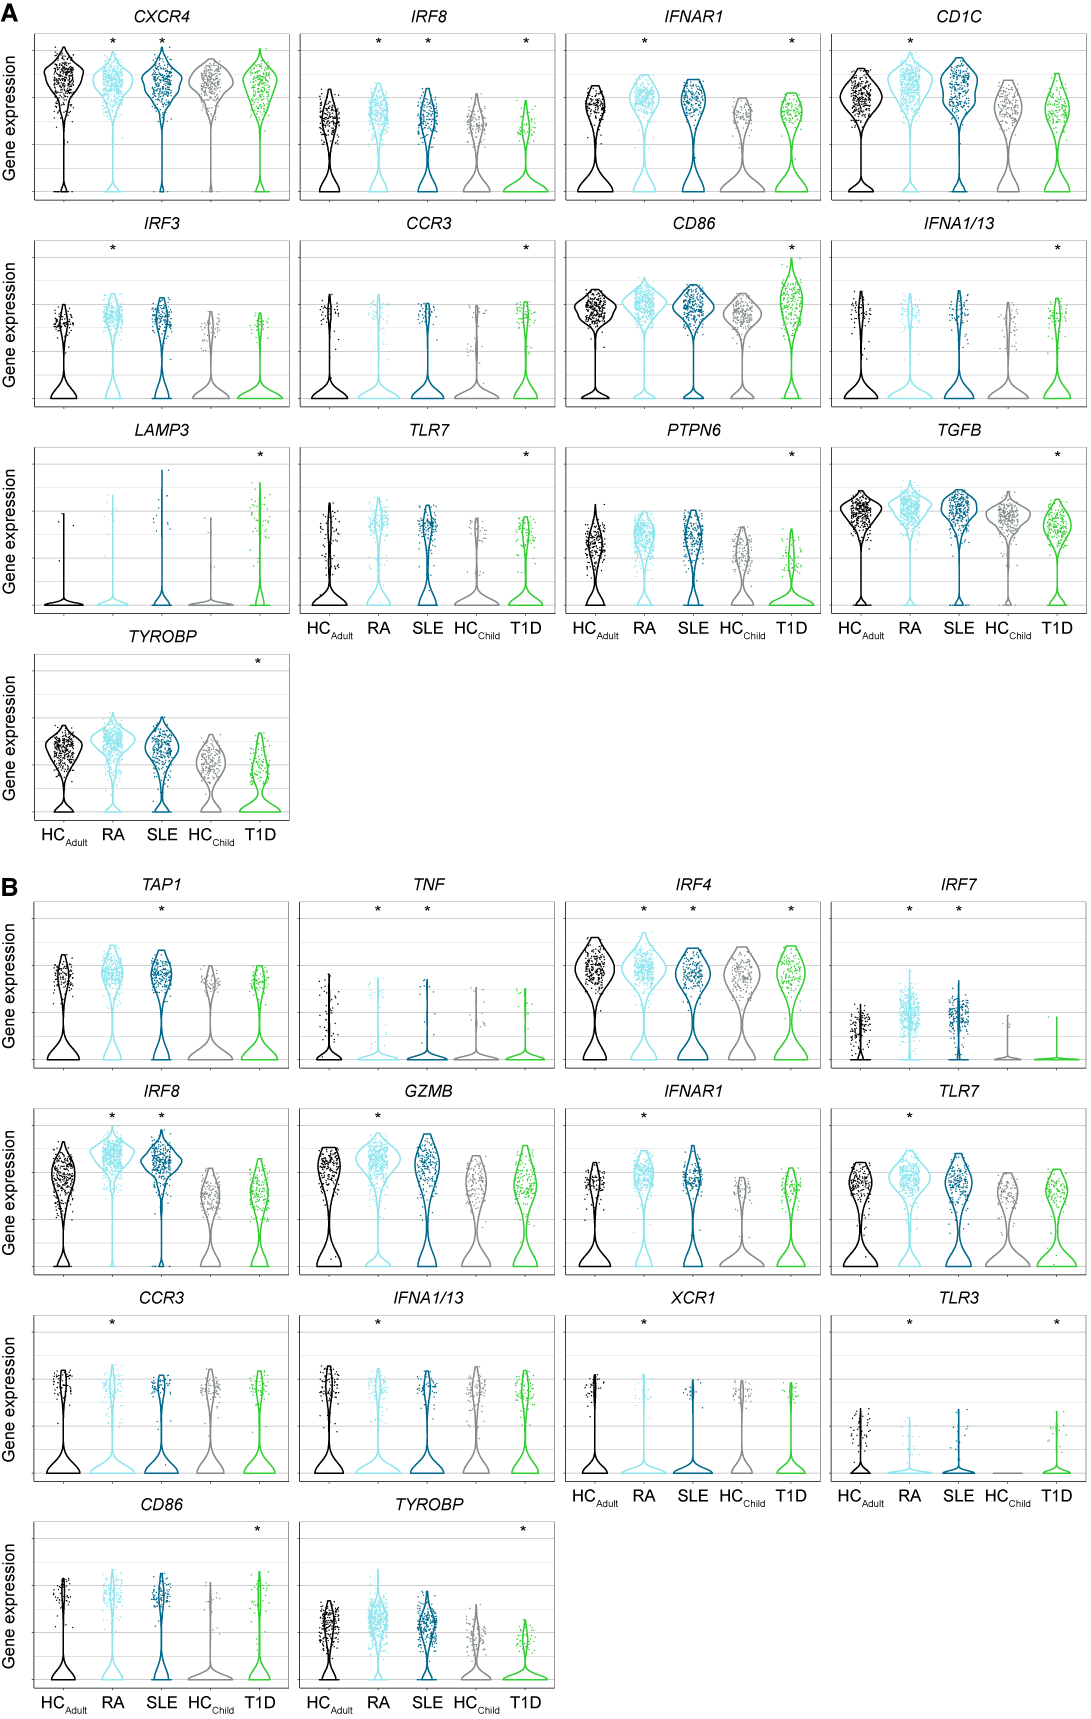 A
CXCR4 IRF8 IFNAR1 CD1C
Gene expression
* * * * * * * *
IRF3 CCR3 CD86 IFNA1/13
Gene expression
* * * *
LAMP3 TLR7 PTPN6 TGFB
Gene expression
* * * *
HCAdult RA SLE HCChild T1D HCAdult RA SLE HCChild T1D HCAdult RA SLE HCChild T1D
TYROBP
Gene expression
*
HCAdult RA SLE HCChild T1D
B
TAP1 TNF IRF4 IRF7
Gene expression
* * * * * * * *
IRF8 GZMB IFNAR1 TLR7
Gene expression
* * * * *
CCR3 IFNA1/13 XCR1 TLR3
Gene expression
* * * * *
HCAdult RA SLE HCChild T1D HCAdult RA SLE HCChild T1D
CD86 TYROBP
Gene expression
* *
HCAdult RA SLE HCChild T1D HCAdult RA SLE HCChild T1D